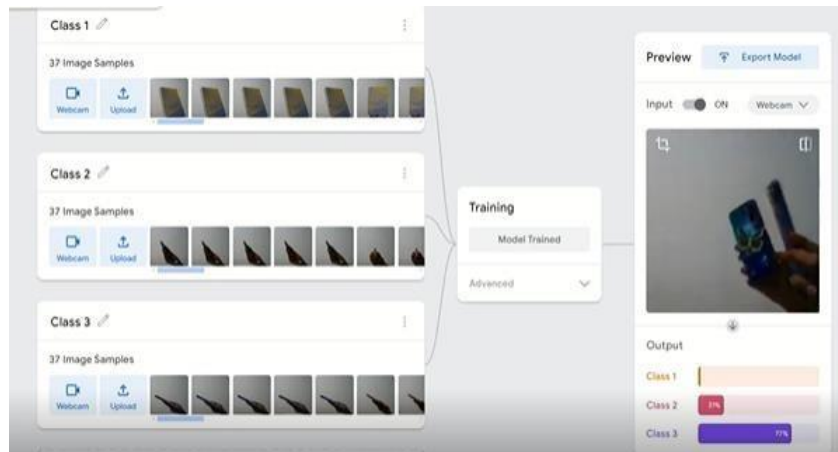 Class 1
37 Image Samples
Webcam
Upload
Class 2
37 Image Samples
Webcam
Upload
Class 3
37 Image Samples
Webcam
Upload
Training
Model Trained
Advanced
Preview
Export Model
Input
ON
Webcam
Output
Class 1
Class 2
Class 3